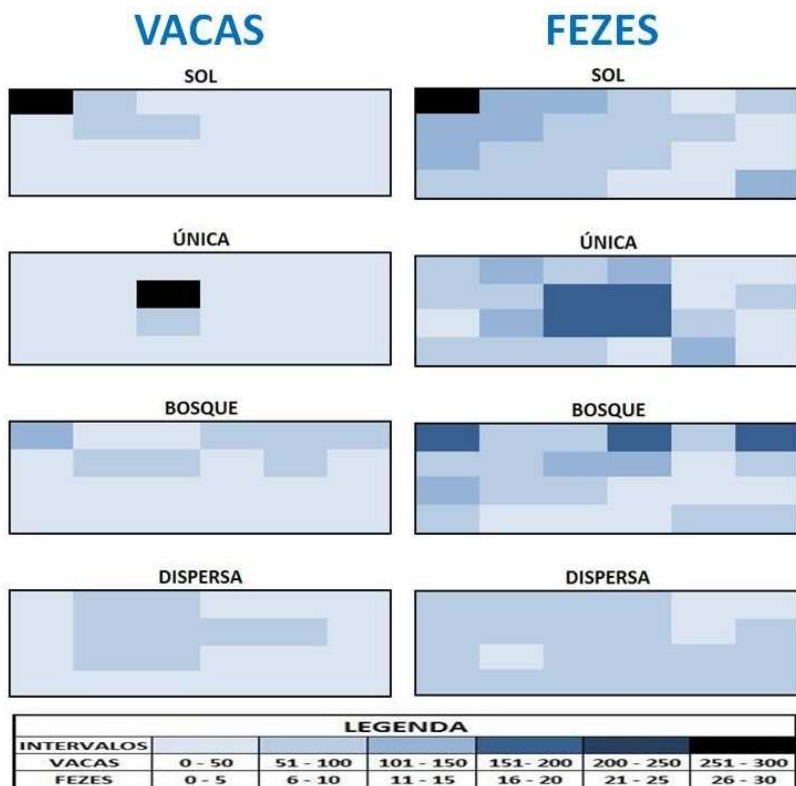 VACAS FEZES
SOL SOL
ÚNICA ÚNICA
BOSQUE BOSQUE
DISPERSA DISPERSA
LEGENDA
INTERVALOS
VACAS 0 - 50 51 - 100 101 - 150 151- 200 200 - 250 251 - 300
FEZES 0 - 5 6 - 10 11 - 15 16 - 20 21 - 25 26 - 30